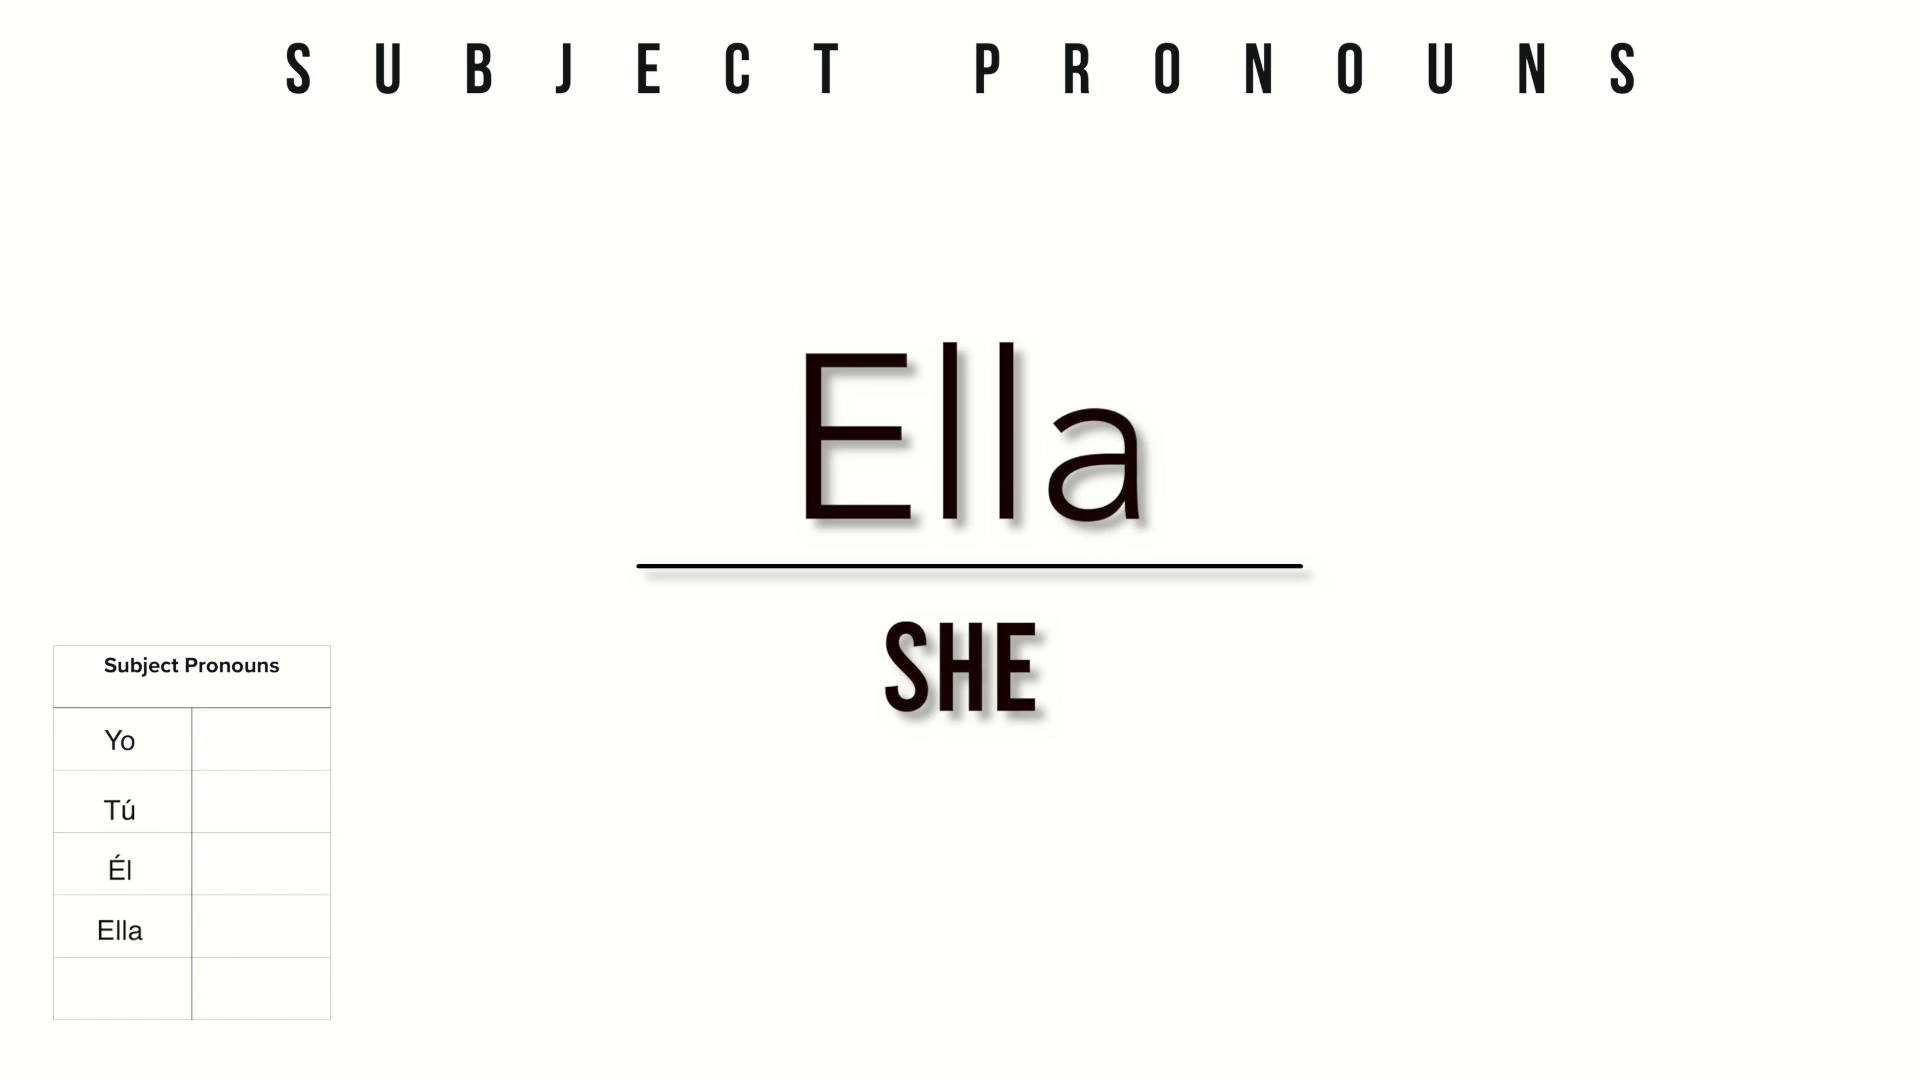 SUBJECT PRONOUNS
Ella
SHE
Subject Pronouns
Yo
Tú
Él
Ella